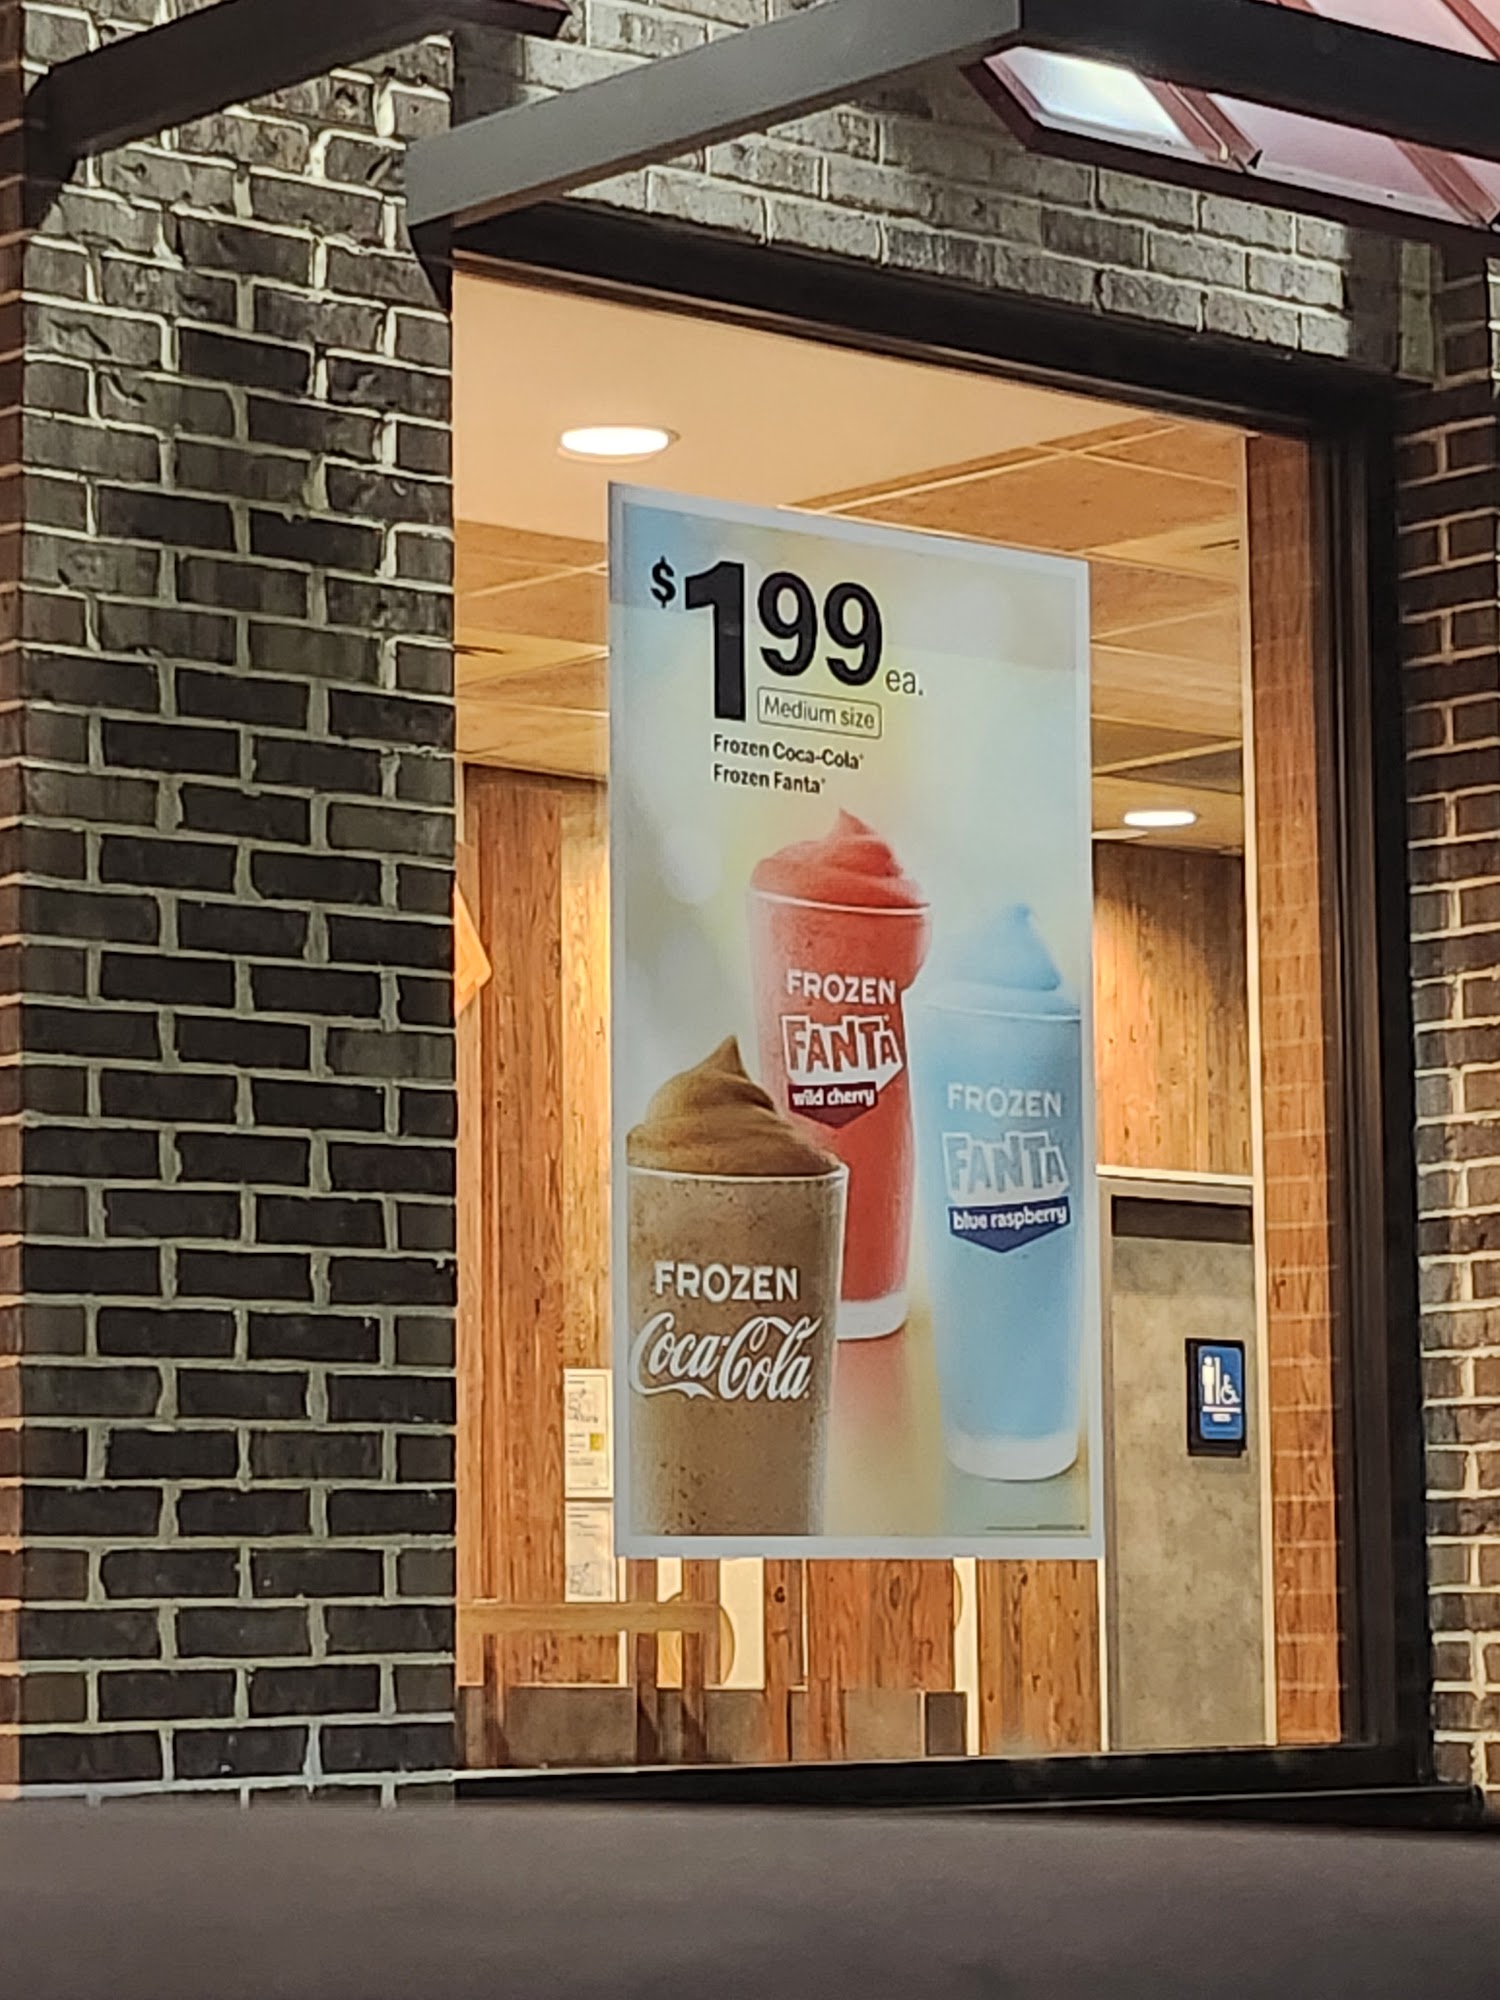 $199 ea.
Medium size
Frozen Coca-Cola®
Frozen Fanta®
FROZEN
FANTA
wild cherry
FROZEN
FANTA
blue raspberry
FROZEN
Coca-Cola